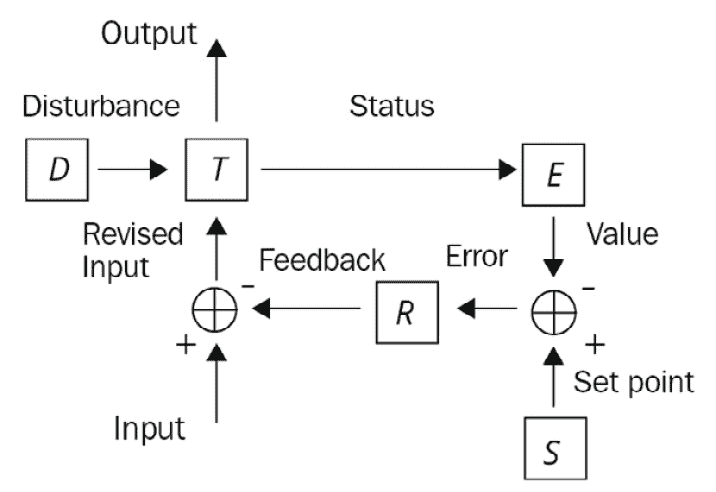 Output
Disturbance
Status
D
T
E
Revised
Input
Value
Feedback
Error
-
-
R
+
+
Set point
Input
S